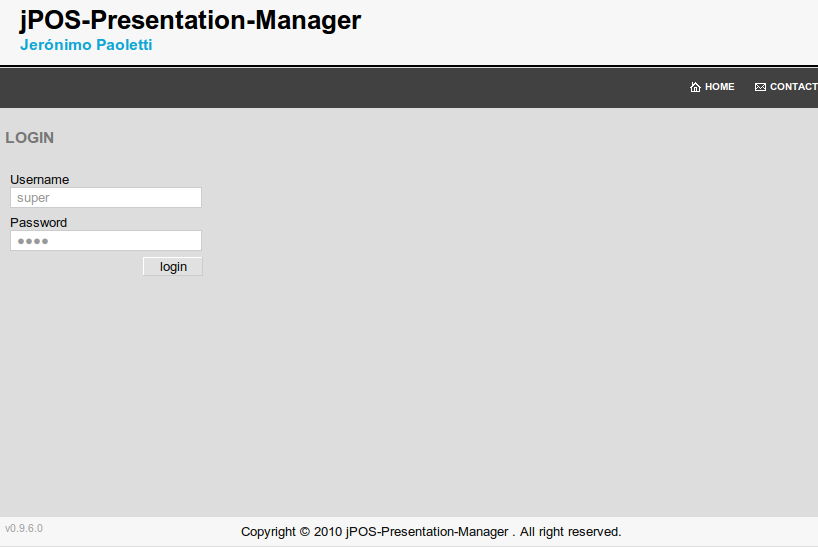 jPOS-Presentation-Manager
Jerónimo Paoletti
HOME CONTACT
LOGIN
Username
super
Password
●●●●
login
v0.9.6.0 Copyright © 2010 jPOS-Presentation-Manager . All right reserved.